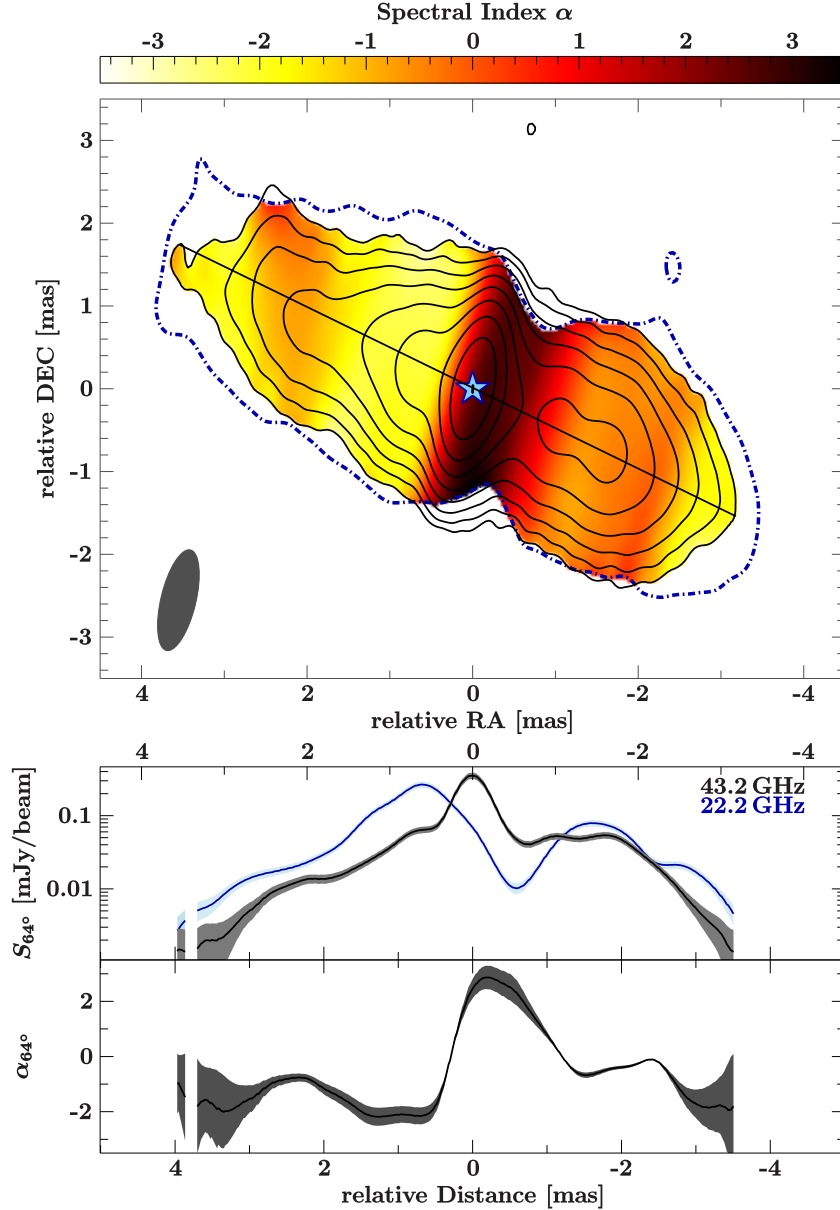 Spectral Index α
-3 -2 -1 0 1 2 3
3
2
1
0
-1
-2
-3
relative DEC [mas]
4 2 0 -2 -4
relative RA [mas]
4 2 0 -2 -4
43.2 GHz
22.2 GHz
0.1
0.01
S64° [mJy/beam]
2
0
-2
α64°
4 2 0 -2 -4
relative Distance [mas]